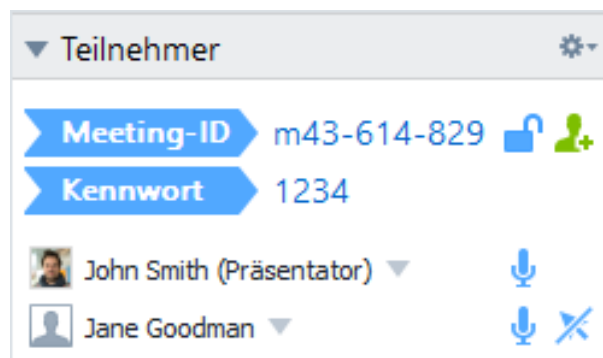 Teilnehmer
Meeting-ID m43-614-829
Kennwort 1234
John Smith (Präsentator)
Jane Goodman